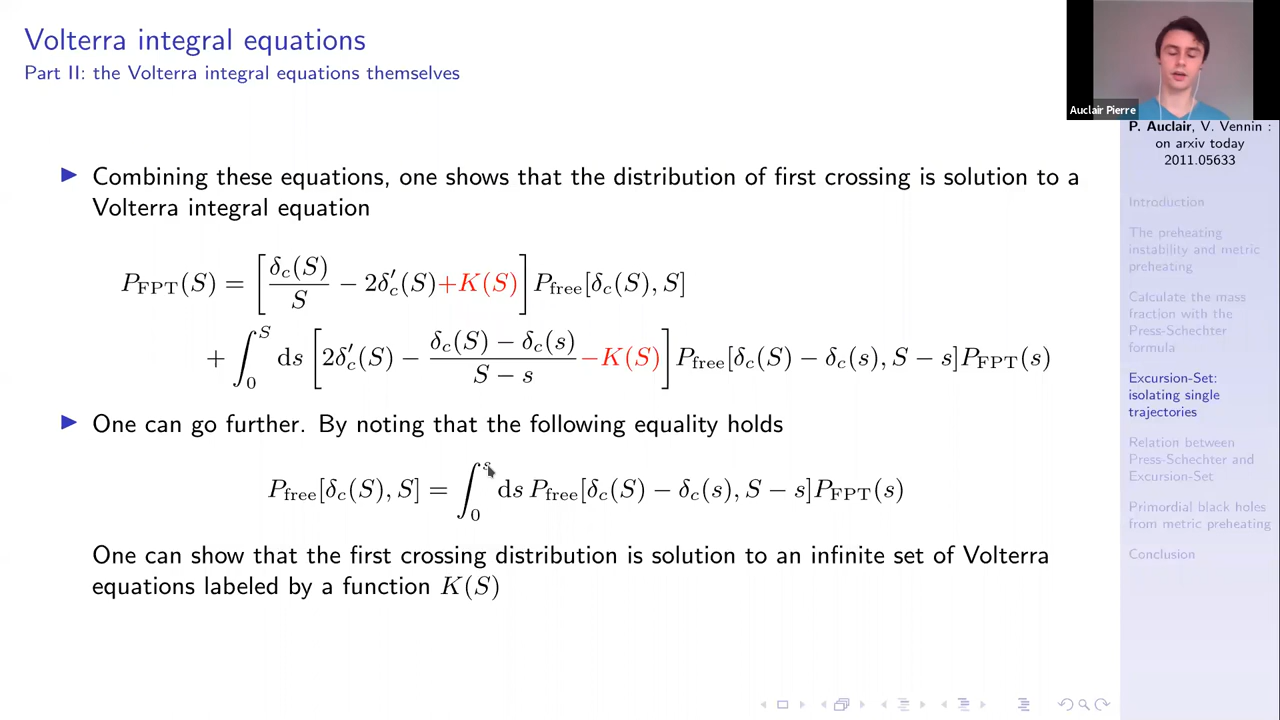 Volterra integral equations
Part II: the Volterra integral equations themselves
▶ Combining these equations, one shows that the distribution of first crossing is solution to a
Volterra integral equation
P_FPT(S) = [δ_c(S)/S − 2δ′_c(S)+K(S)] P_free[δ_c(S), S]
+ ∫_0^S ds [2δ′_c(S) − (δ_c(S) − δ_c(s))/(S − s) −K(S)] P_free[δ_c(S) − δ_c(s), S − s]P_FPT(s)
▶ One can go further. By noting that the following equality holds
P_free[δ_c(S), S] = ∫_0^s ds P_free[δ_c(S) − δ_c(s), S − s]P_FPT(s)
One can show that the first crossing distribution is solution to an infinite set of Volterra
equations labeled by a function K(S)
Auclair Pierre
P. Auclair, V. Vennin :
on arxiv today
2011.05633
Introduction
The preheating
instability and metric
preheating
Calculate the mass
fraction with the
Press-Schechter
formula
Excursion-Set:
isolating single
trajectories
Relation between
Press-Schechter and
Excursion-Set
Primordial black holes
from metric preheating
Conclusion